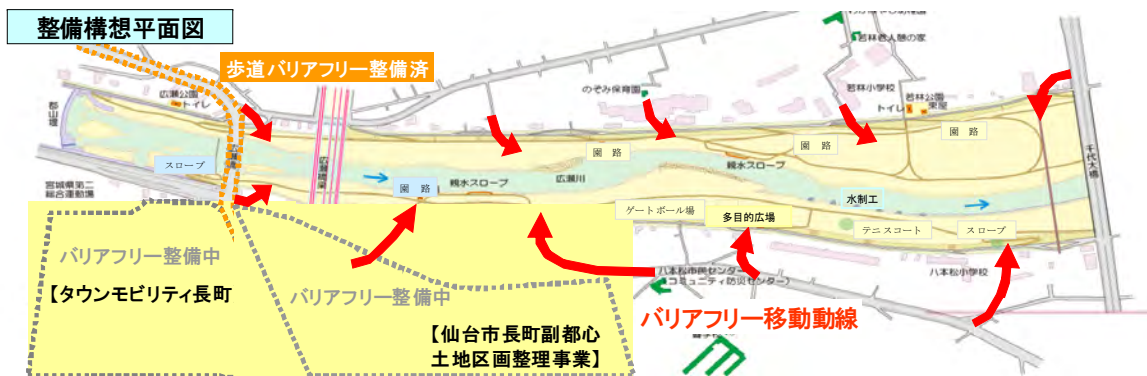 整備構想平面図
歩道バリアフリー整備済
広瀬公園
トイレ
郡山堰
広瀬橋
広瀬橋梁
スロープ
宮城県第二
総合運動場
のぞみ保育園
若林老人憩の家
若林小学校
トイレ
若林公園
東屋
園 路
園 路
園 路
千代大橋
親水スロープ
広瀬川
親水スロープ
園 路
水制工
ゲートボール場
多目的広場
テニスコート
スロープ
八本松小学校
八本松市民センター
(コミュニティ防災センター)
バリアフリー移動動線
バリアフリー整備中
【タウンモビリティ長町
バリアフリー整備中
【仙台市長町副都心
土地区画整理事業】